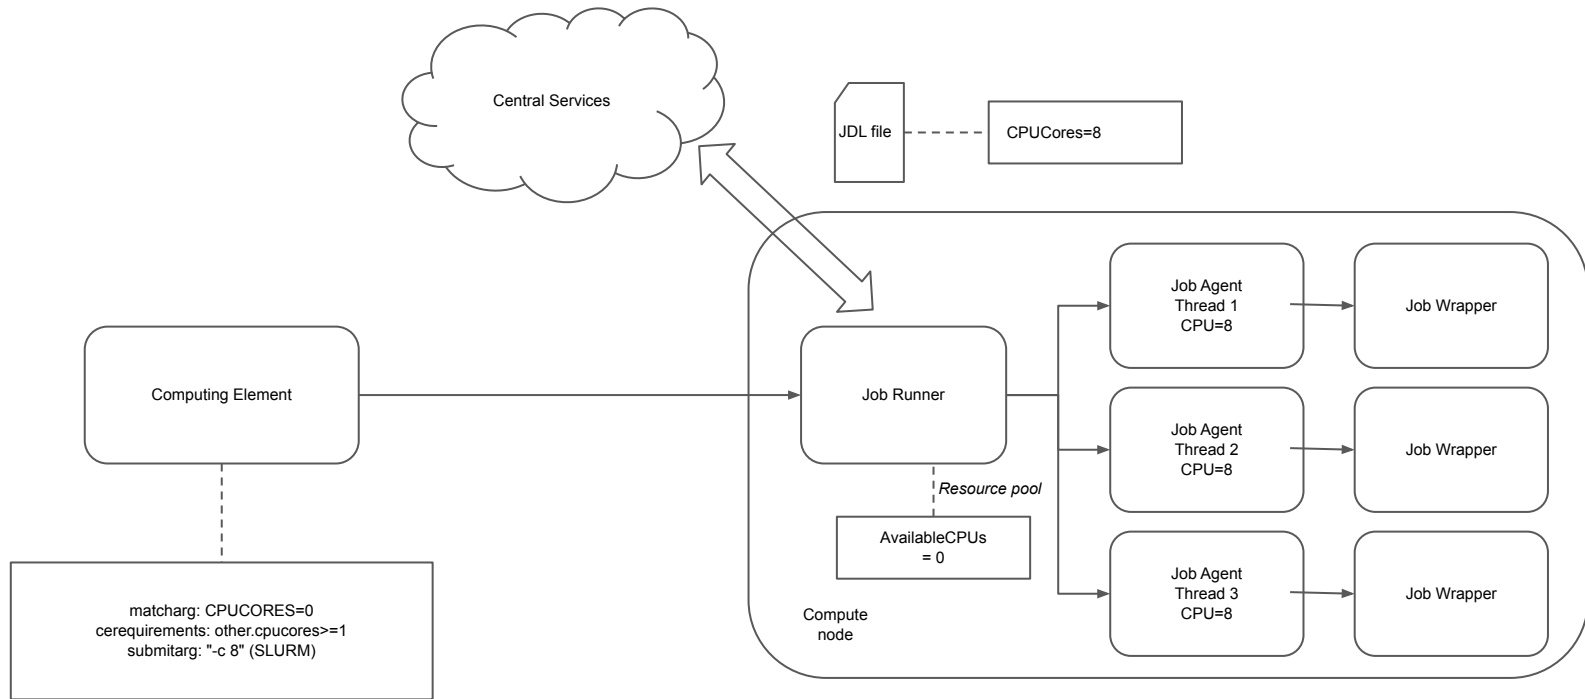 Central Services
JDL file
CPUCores=8
Computing Element
matcharg: CPUCORES=0
cerequirements: other.cpucores>=1
submitarg: "-c 8" (SLURM)
Job Runner
Resource pool
AvailableCPUs
= 0
Compute
node
Job Agent
Thread 1
CPU=8
Job Wrapper
Job Agent
Thread 2
CPU=8
Job Wrapper
Job Agent
Thread 3
CPU=8
Job Wrapper